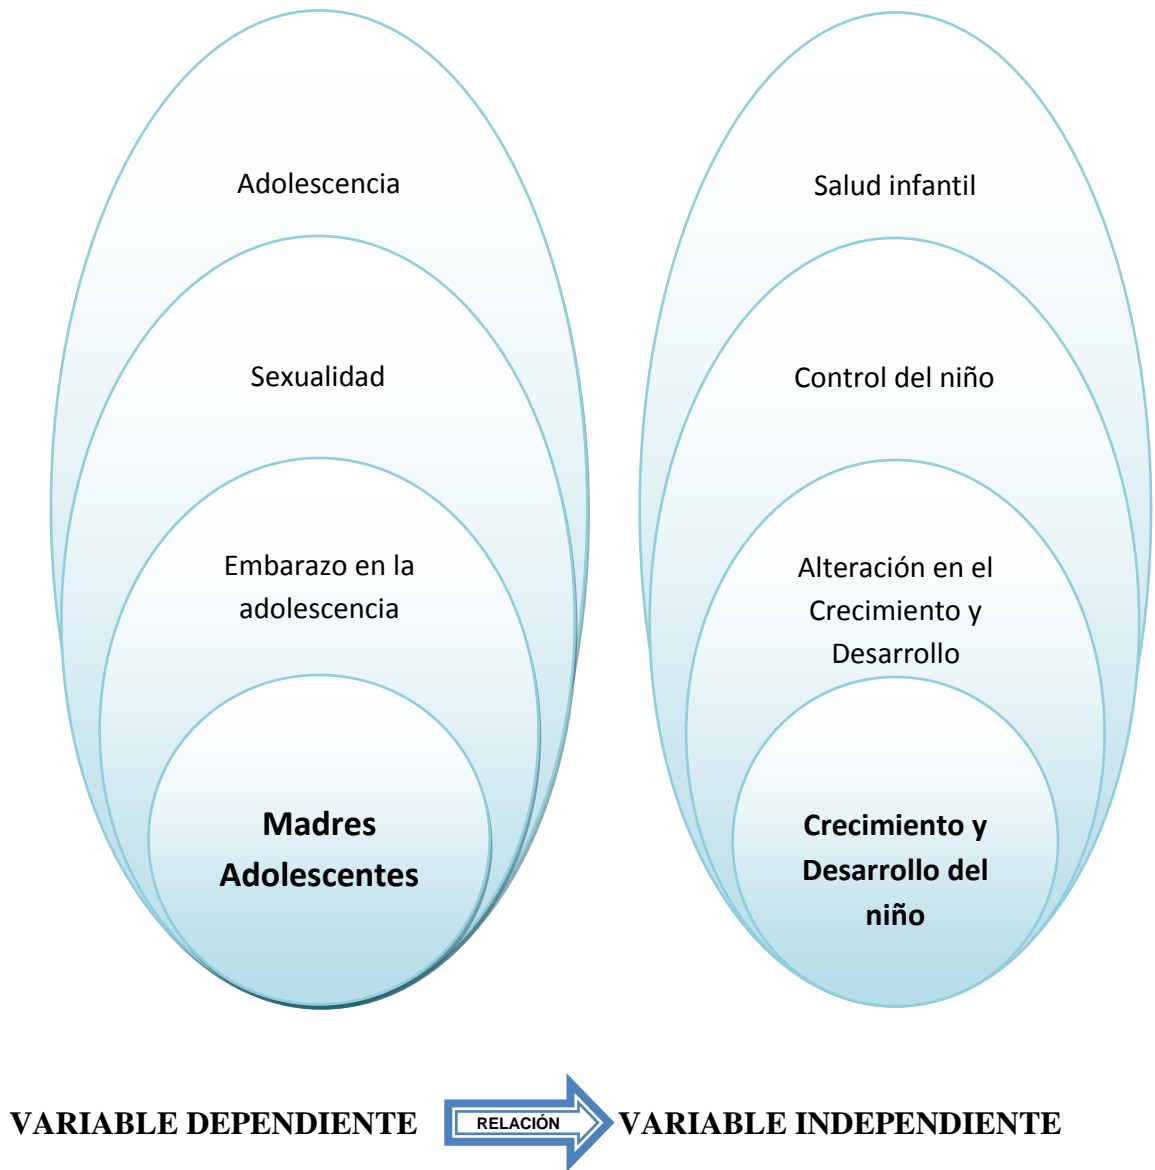 Adolescencia
Sexualidad
Embarazo en la
adolescencia
Madres
Adolescentes
Salud infantil
Control del niño
Alteración en el
Crecimiento y
Desarrollo
Crecimiento y
Desarrollo del
niño
VARIABLE DEPENDIENTE
RELACIÓN
VARIABLE INDEPENDIENTE